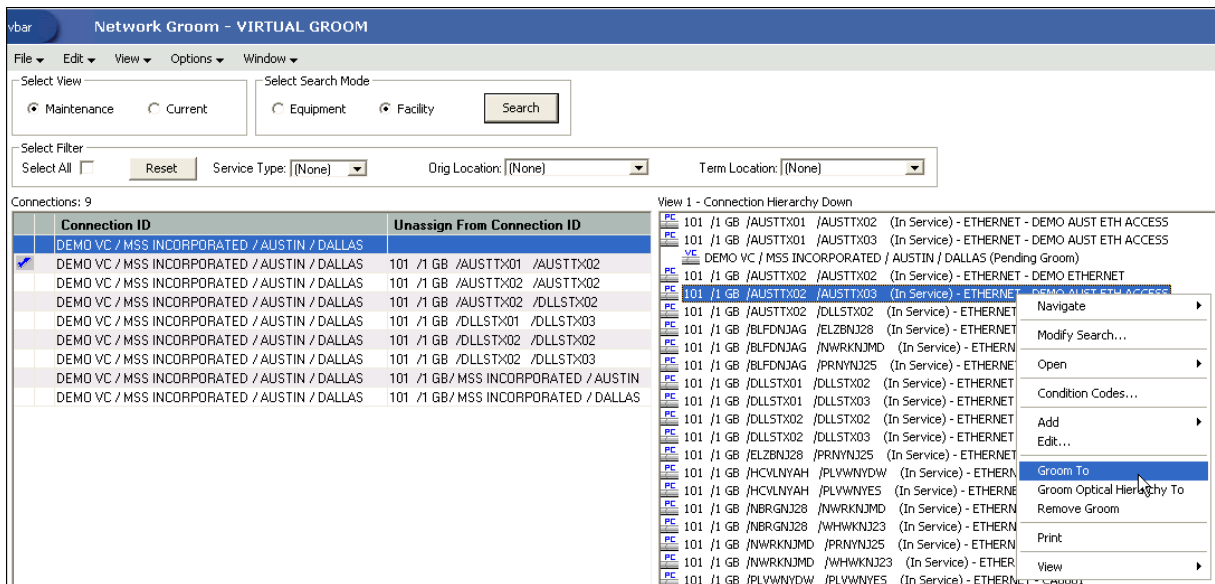 vbar Network Groom - VIRTUAL GROOM
File Edit View Options Window
Select View
Maintenance Current
Select Search Mode
Equipment Facility Search
Select Filter
Select All Reset Service Type: (None) Orig Location: (None) Term Location: (None)
Connections: 9
Connection ID Unassign From Connection ID
DEMO VC / MSS INCORPORATED / AUSTIN / DALLAS
DEMO VC / MSS INCORPORATED / AUSTIN / DALLAS 101 /1 GB /AUSTTX01 /AUSTTX02
DEMO VC / MSS INCORPORATED / AUSTIN / DALLAS 101 /1 GB /AUSTTX02 /AUSTTX02
DEMO VC / MSS INCORPORATED / AUSTIN / DALLAS 101 /1 GB /AUSTTX02 /DLLSTX02
DEMO VC / MSS INCORPORATED / AUSTIN / DALLAS 101 /1 GB /DLLSTX01 /DLLSTX03
DEMO VC / MSS INCORPORATED / AUSTIN / DALLAS 101 /1 GB /DLLSTX02 /DLLSTX02
DEMO VC / MSS INCORPORATED / AUSTIN / DALLAS 101 /1 GB /DLLSTX02 /DLLSTX03
DEMO VC / MSS INCORPORATED / AUSTIN / DALLAS 101 /1 GB/ MSS INCORPORATED / AUSTIN
DEMO VC / MSS INCORPORATED / AUSTIN / DALLAS 101 /1 GB/ MSS INCORPORATED / DALLAS
View 1 - Connection Hierarchy Down
PC 101 /1 GB /AUSTTX01 /AUSTTX02 (In Service) - ETHERNET - DEMO AUST ETH ACCESS
PC 101 /1 GB /AUSTTX01 /AUSTTX03 (In Service) - ETHERNET - DEMO AUST ETH ACCESS
VC DEMO VC / MSS INCORPORATED / AUSTIN / DALLAS (Pending Groom)
PC 101 /1 GB /AUSTTX02 /AUSTTX02 (In Service) - ETHERNET - DEMO ETHERNET
PC 101 /1 GB /AUSTTX02 /AUSTTX03 (In Service) - ETHERNET - DEMO AUST ETH ACCESS
PC 101 /1 GB /AUSTTX02 /DLLSTX02 (In Service) - ETHERNET
PC 101 /1 GB /BLFDNJAG /ELZBNJ28 (In Service) - ETHERNET
PC 101 /1 GB /BLFDNJAG /NWRKNJMD (In Service) - ETHERN
PC 101 /1 GB /BLFDNJAG /PRNYNJ25 (In Service) - ETHERNE
PC 101 /1 GB /DLLSTX01 /DLLSTX02 (In Service) - ETHERNET
PC 101 /1 GB /DLLSTX01 /DLLSTX03 (In Service) - ETHERNET
PC 101 /1 GB /DLLSTX02 /DLLSTX02 (In Service) - ETHERNET
PC 101 /1 GB /DLLSTX02 /DLLSTX03 (In Service) - ETHERNET
PC 101 /1 GB /ELZBNJ28 /PRNYNJ25 (In Service) - ETHERNET
PC 101 /1 GB /HCVLNYAH /PLVWNYDW (In Service) - ETHERN
PC 101 /1 GB /HCVLNYAH /PLVWNYES (In Service) - ETHERNE
PC 101 /1 GB /NBRGNJ28 /NWRKNJMD (In Service) - ETHERN
PC 101 /1 GB /NBRGNJ28 /WHWKNJ23 (In Service) - ETHERN
PC 101 /1 GB /NWRKNJMD /PRNYNJ25 (In Service) - ETHERN
PC 101 /1 GB /NWRKNJMD /WHWKNJ23 (In Service) - ETHER
PC 101 /1 GB /PLVWNYDW /PLVWNYES (In Service) - ETHERNET - CA0001
Navigate
Modify Search...
Open
Condition Codes...
Add
Edit...
Groom To
Groom Optical Hierarchy To
Remove Groom
Print
View